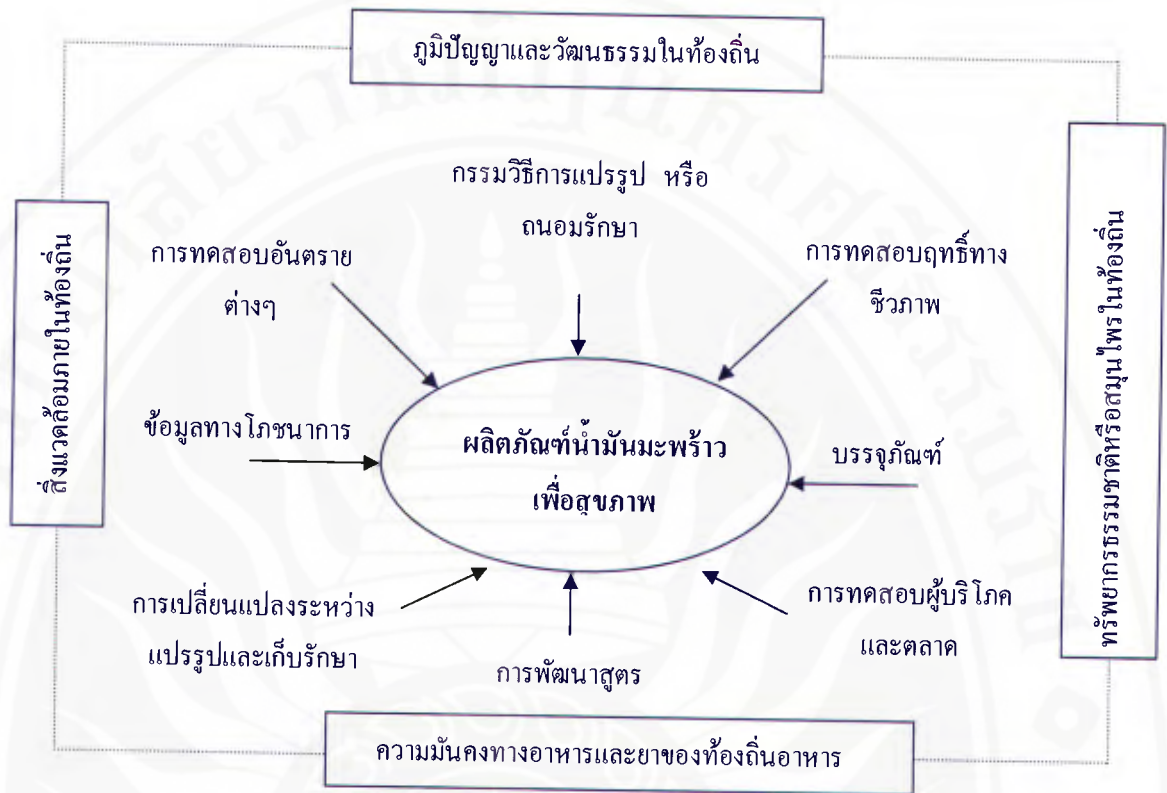 ภูมิปัญญาและวัฒนธรรมในท้องถิ่น
กรรมวิธีการแปรรูป หรือ
ถนอมรักษา
การทดสอบอันตราย
ต่างๆ
การทดสอบฤทธิ์ทาง
ชีวภาพ
สิ่งแวดล้อมภายในท้องถิ่น
ทรัพยากรธรรมชาติหรือสมุนไพรในท้องถิ่น
ข้อมูลทางโภชนาการ
ผลิตภัณฑ์น้ำมันมะพร้าว
เพื่อสุขภาพ
บรรจุภัณฑ์
การเปลี่ยนแปลงระหว่าง
แปรรูปและเก็บรักษา
การพัฒนาสูตร
การทดสอบผู้บริโภค
และตลาด
ความมั่นคงทางอาหารและยาของท้องถิ่นอาหาร